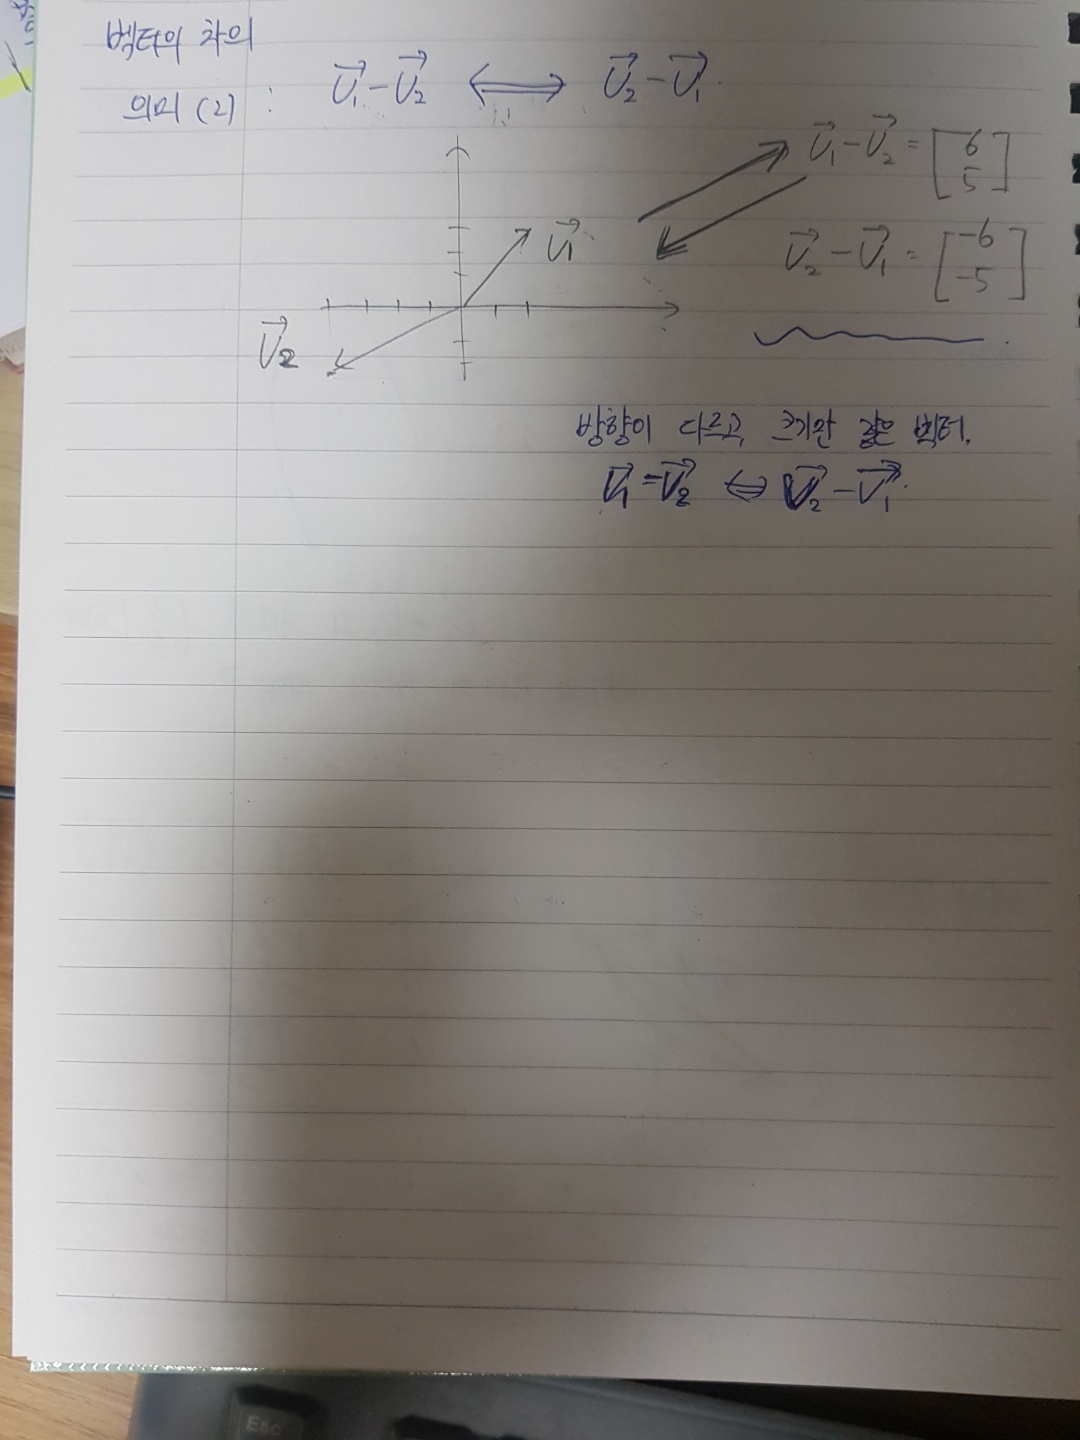 벡터의 차의
의미 (2) : $\vec{v_1} - \vec{v_2} \Longleftrightarrow \vec{v_2} - \vec{v_1}$.
$\vec{v_1} - \vec{v_2} = \begin{bmatrix} 6 \\ 5 \end{bmatrix}$
$\vec{v_1}$
$\vec{v_2} - \vec{v_1} = \begin{bmatrix} -6 \\ -5 \end{bmatrix}$
$\vec{v_2}$
방향이 다르고, 크기만 같은 벡터.
$\vec{v_1} = \vec{v_2} \Leftrightarrow \vec{v_2} - \vec{v_1}$.
Esc